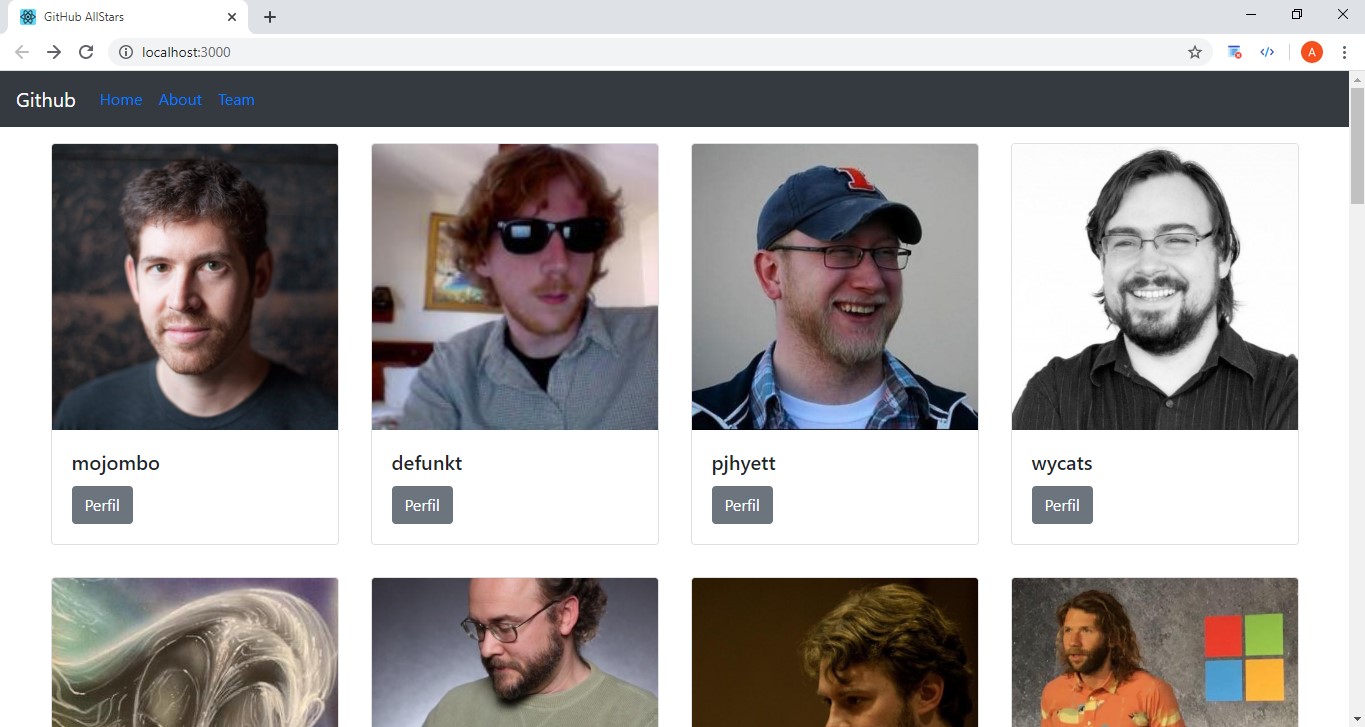 GitHub AllStars
localhost:3000
A
Github Home About Team
mojombo defunkt pjhyett wycats
Perfil Perfil Perfil Perfil